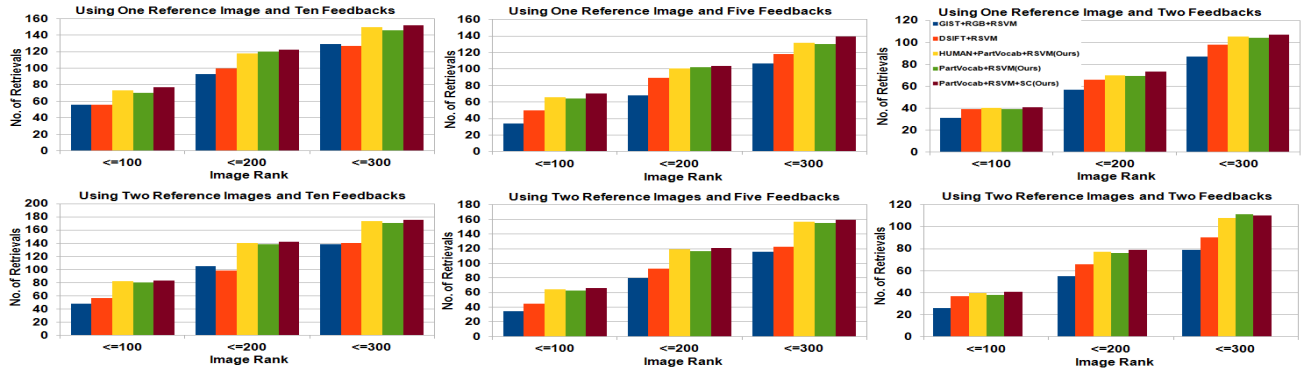 Using One Reference Image and Ten Feedbacks
160
140
120
100
80
60
40
20
0
No. of Retrievals
<=100 <=200 <=300
Image Rank
Using One Reference Image and Five Feedbacks
160
140
120
100
80
60
40
20
0
No. of Retrievals
<=100 <=200 <=300
Image Rank
Using One Reference Image and Two Feedbacks
120
100
80
60
40
20
0
No. of Retrievals
GIST+RGB+RSVM
DSIFT+RSVM
HUMAN+PartVocab+RSVM(Ours)
PartVocab+RSVM(Ours)
PartVocab+RSVM+SC(Ours)
<=100 <=200 <=300
Image Rank
Using Two Reference Images and Ten Feedbacks
200
180
160
140
120
100
80
60
40
20
0
No. of Retrievals
<=100 <=200 <=300
Image Rank
Using Two Reference Images and Five Feedbacks
180
160
140
120
100
80
60
40
20
0
No. of Retrievals
<=100 <=200 <=300
Image Rank
Using Two Reference Images and Two Feedbacks
120
100
80
60
40
20
0
No. of Retrievals
<=100 <=200 <=300
Image Rank